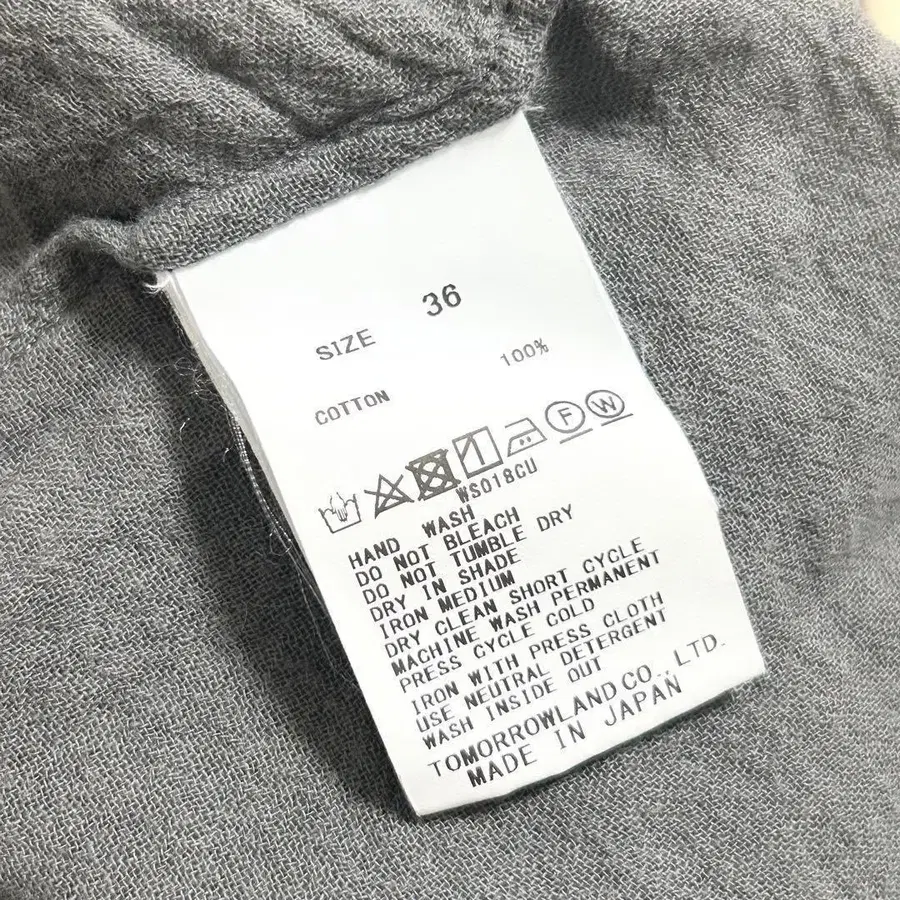 SIZE 36
COTTON 100%
F W
WS018CU
HAND WASH
DO NOT BLEACH
DO NOT TUMBLE DRY
DRY IN SHADE
IRON MEDIUM
DRY CLEAN SHORT CYCLE
MACHINE WASH PERMANENT
PRESS CYCLE COLD
IRON WITH PRESS CLOTH
USE NEUTRAL DETERGENT
WASH INSIDE OUT
TOMORROWLAND CO., LTD.
MADE IN JAPAN